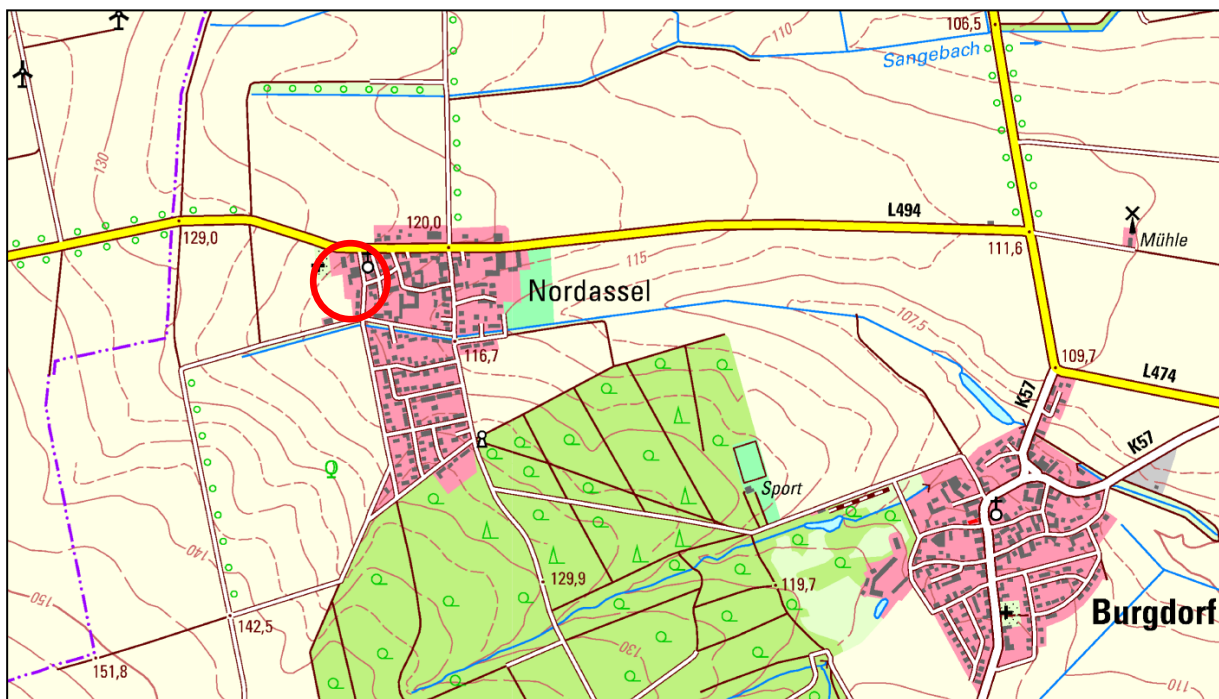 106,5
110
Sangebach
130
120,0
129,0
L494
111,6
Mühle
115
Nordassel
107,5
116,7
109,7
L474
K57
K57
Sport
140
129,9
119,7
150
142,5
Burgdorf
130
151,8
110